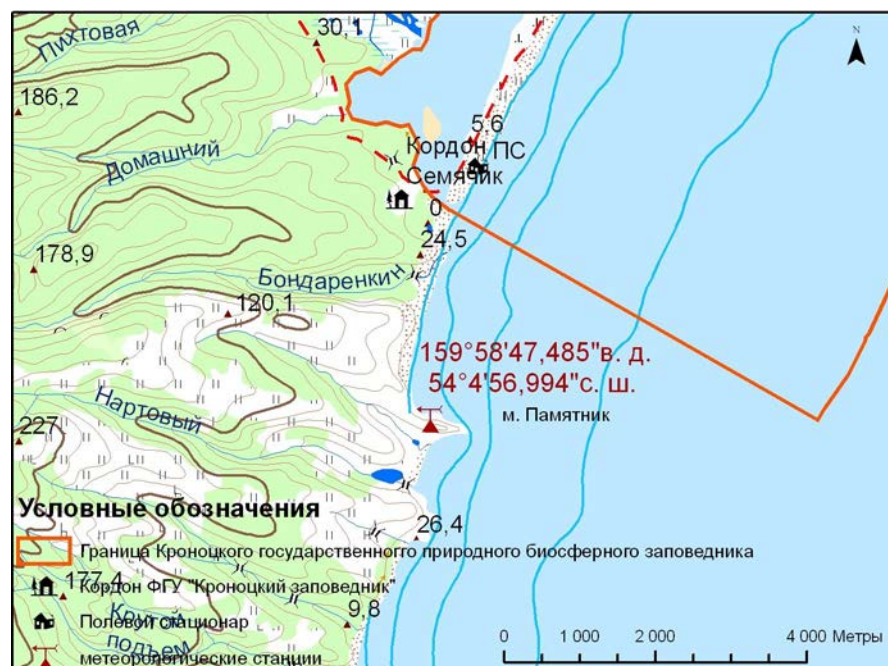 Пихтовая
30,1
N
186,2
5,6
Домашний
Кордон
ПС
Семячик
0
24,5
178,9
Бондаренкин
120,1
159°58'47,485"в. д.
54°4'56,994"с. ш.
м. Памятник
Нартовый
227
Условные обозначения
26,4
Граница Кроноцкого государственногго природного биосферного заповедника
177,4
Кордон ФГУ "Кроноцкий заповедник"
Крутой
9,8
Полевой стационар
подъем
метеорологические станции
0 1 000 2 000 4 000 Метры